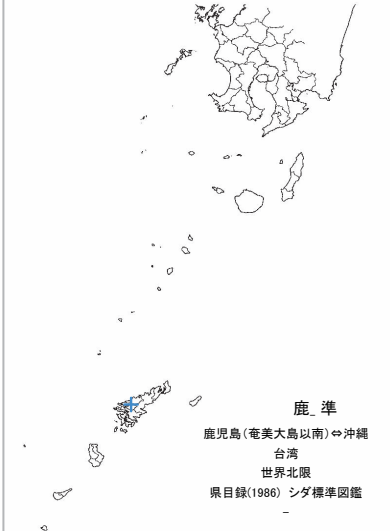 鹿_ 準
鹿児島(奄美大島以南)⇔沖縄
台湾
世界北限
県目録(1986) シダ標準図鑑
–